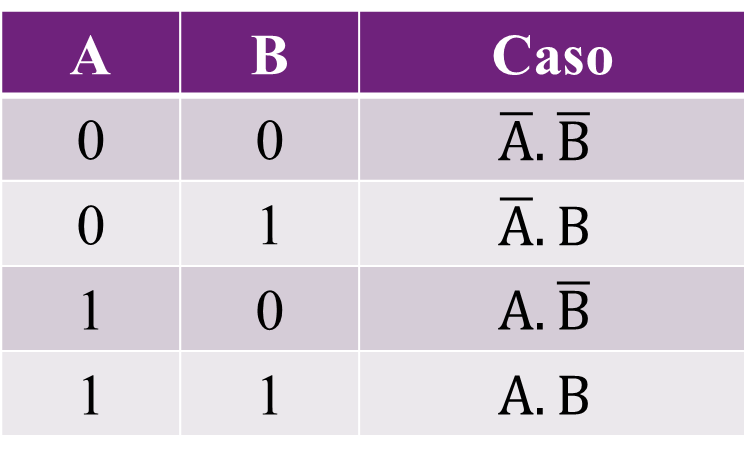 A B Caso
0 0 A̅. B̅
0 1 A̅. B
1 0 A. B̅
1 1 A. B